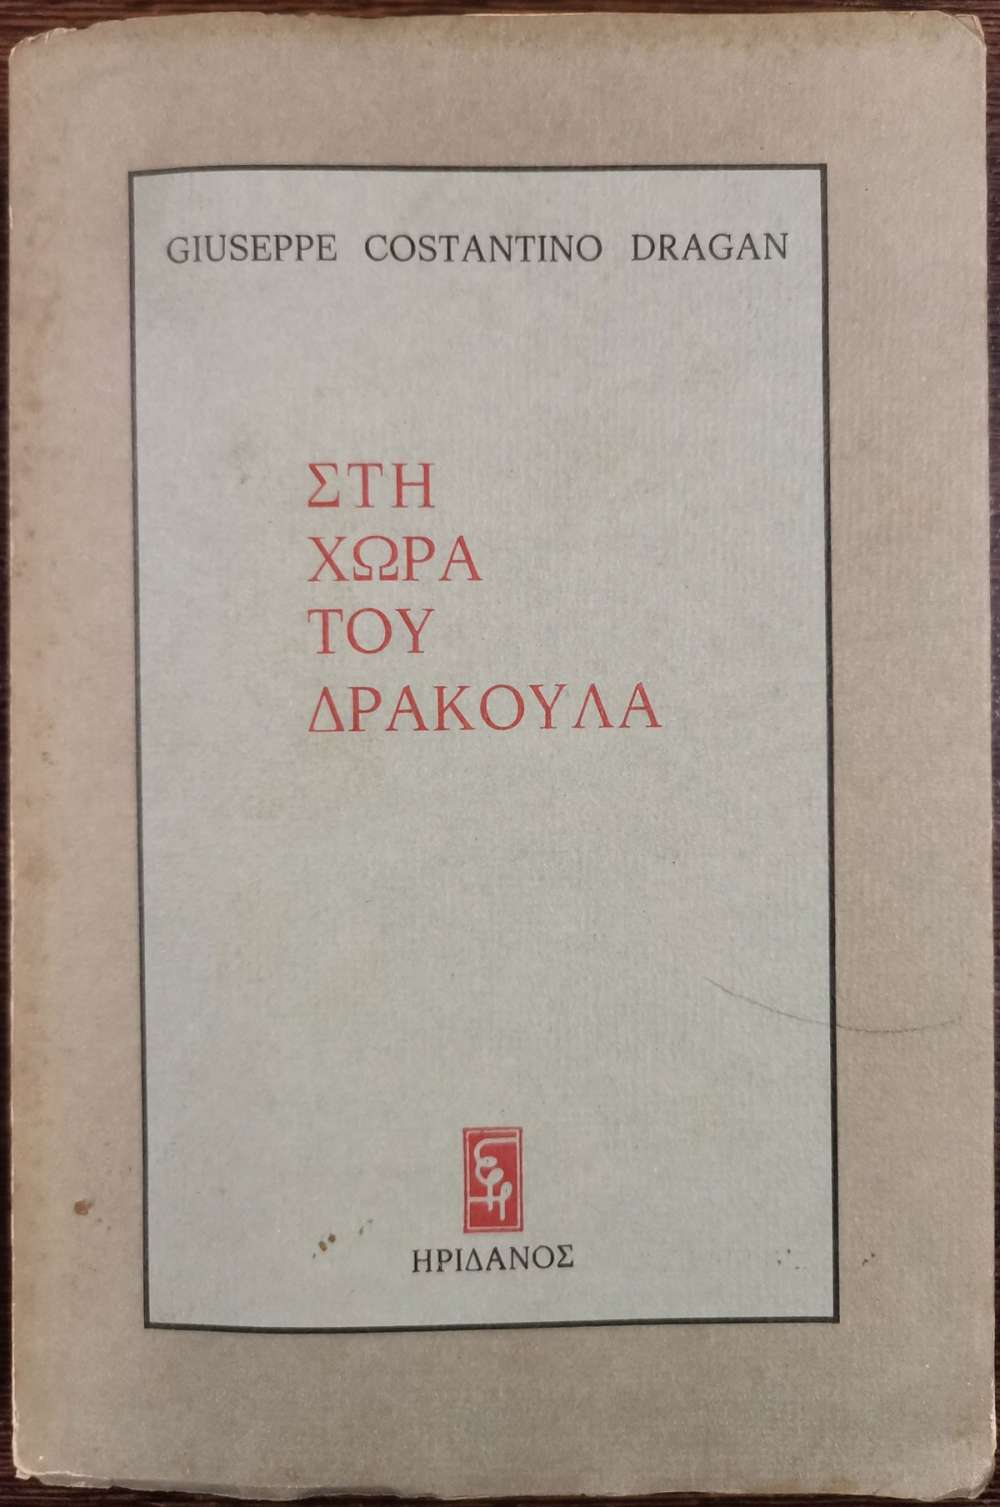 GIUSEPPE COSTANTINO DRAGAN
ΣΤΗ
ΧΩΡΑ
ΤΟΥ
ΔΡΑΚΟΥΛΑ
ΗΡΙΔΑΝΟΣ